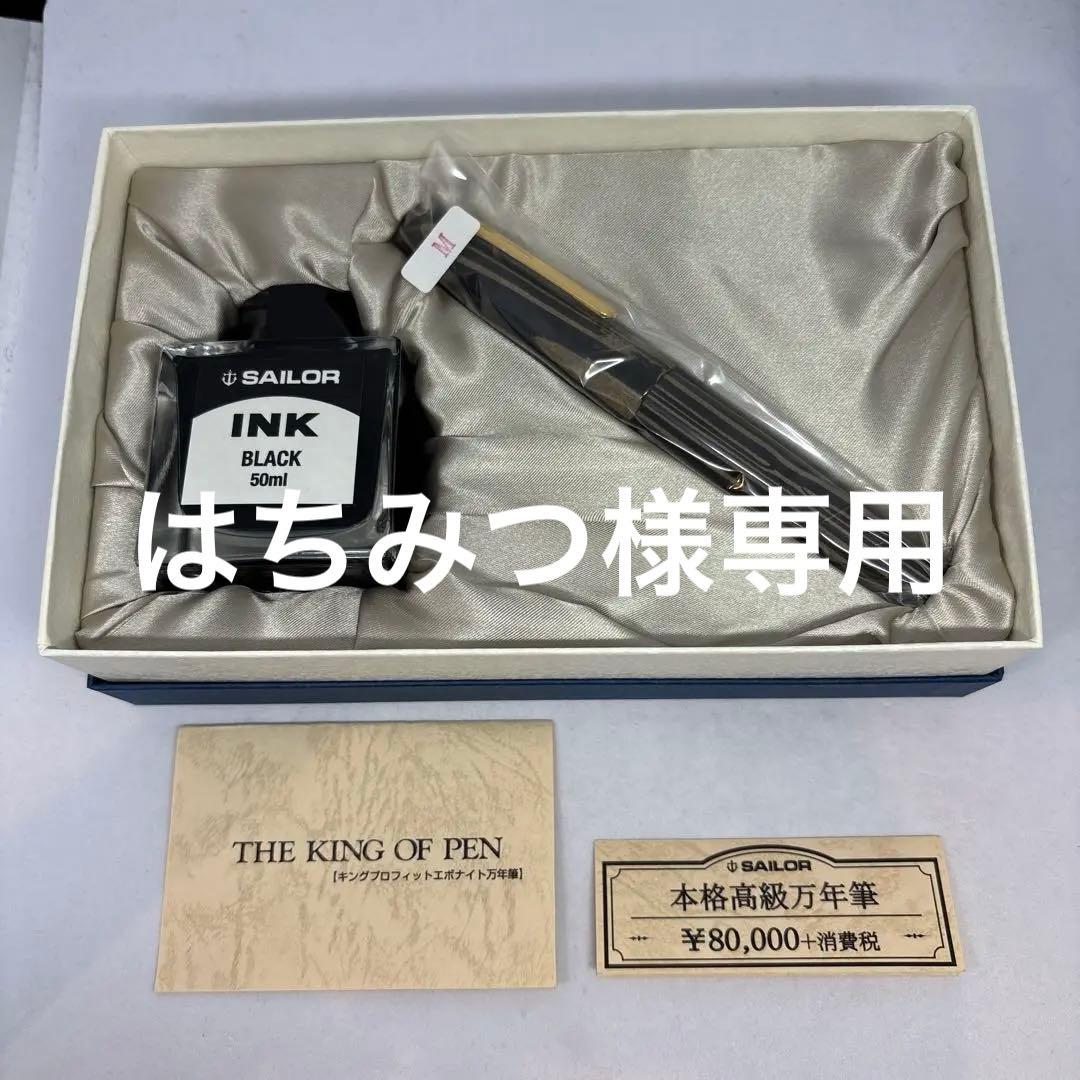 M
SAILOR
INK
BLACK
50ml
はちみつ様専用
THE KING OF PEN
【キングプロフィットエボナイト万年筆】
SAILOR
本格高級万年筆
¥80,000+消費税